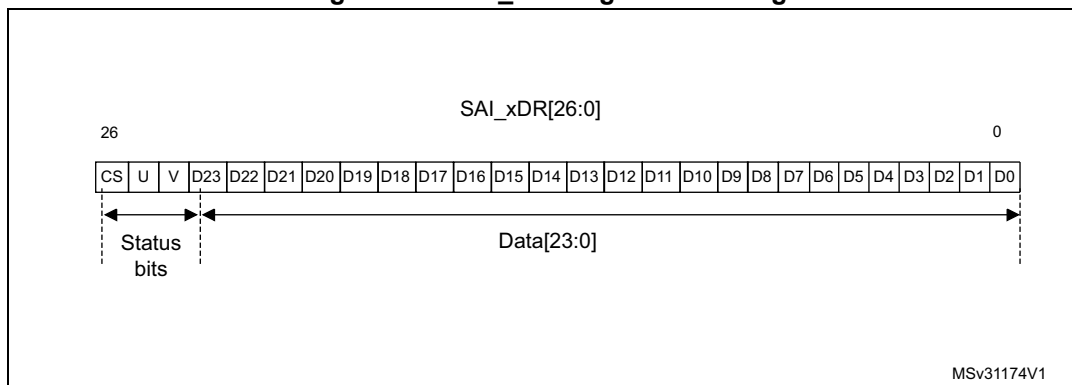 SAI_xDR[26:0]
26 0
CS U V D23 D22 D21 D20 D19 D18 D17 D16 D15 D14 D13 D12 D11 D10 D9 D8 D7 D6 D5 D4 D3 D2 D1 D0
Status
bits
Data[23:0]
MSv31174V1